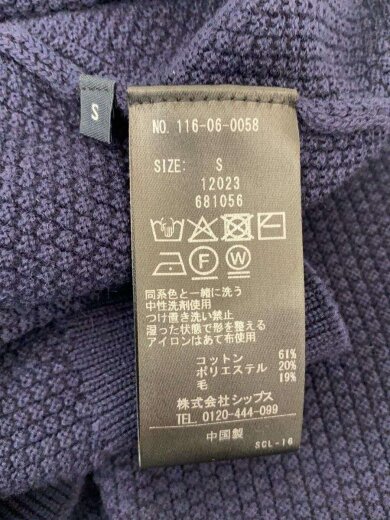 S
NO. 116-06-0058
SIZE: S
12023
681056
F
W
同系色と一緒に洗う
中性洗剤使用
つけ置き洗い禁止
湿った状態で形を整える
アイロンはあて布使用
コットン 61%
ポリエステル 20%
毛 19%
株式会社シップス
TEL. 0120-444-099
中国製 SCL-16